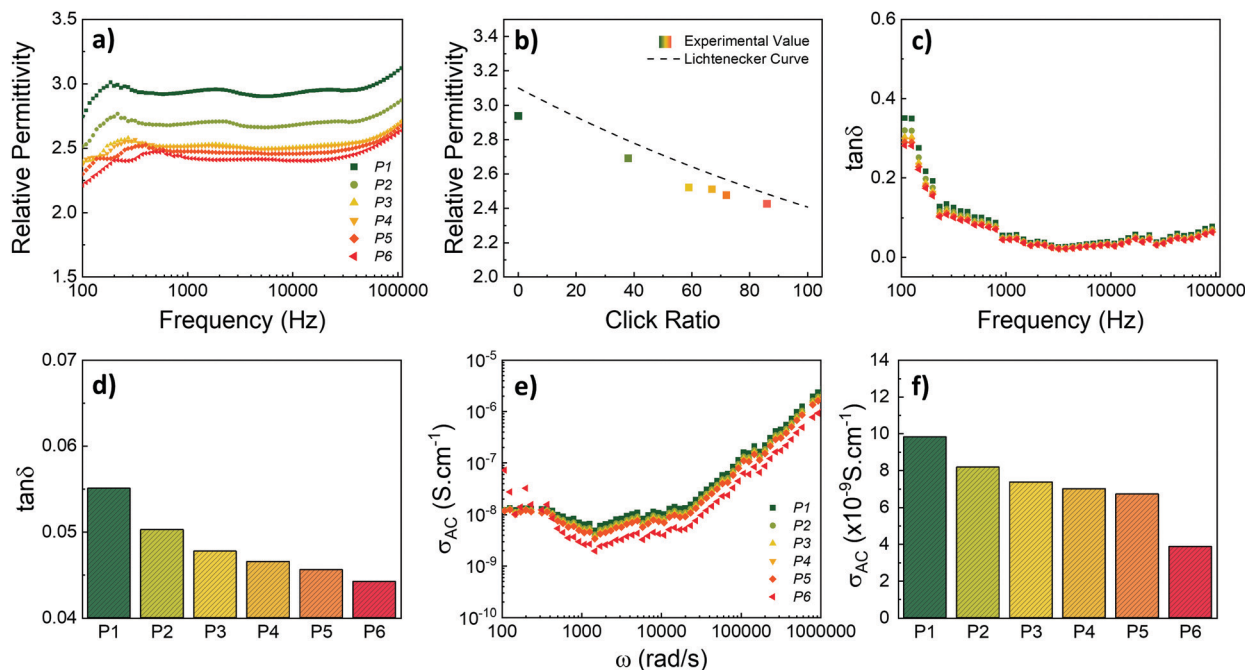 a)
Relative Permittivity
3.5
3.0
2.5
2.0
1.5
P1
P2
P3
P4
P5
P6
100
1000
10000
100000
Frequency (Hz)
b)
Relative Permittivity
3.4
3.2
3.0
2.8
2.6
2.4
2.2
2.0
Experimental Value
Lichtenecker Curve
0
20
40
60
80
100
Click Ratio
c)
tanδ
0.6
0.4
0.2
0.0
100
1000
10000
100000
Frequency (Hz)
d)
tanδ
0.07
0.06
0.05
0.04
P1
P2
P3
P4
P5
P6
e)
σAC (S.cm⁻¹)
10⁻⁵
10⁻⁶
10⁻⁷
10⁻⁸
10⁻⁹
10⁻¹⁰
P1
P2
P3
P4
P5
P6
100
1000
10000
100000
1000000
ω (rad/s)
f)
σAC (x10⁻⁹S.cm⁻¹)
14
12
10
8
6
4
2
0
P1
P2
P3
P4
P5
P6